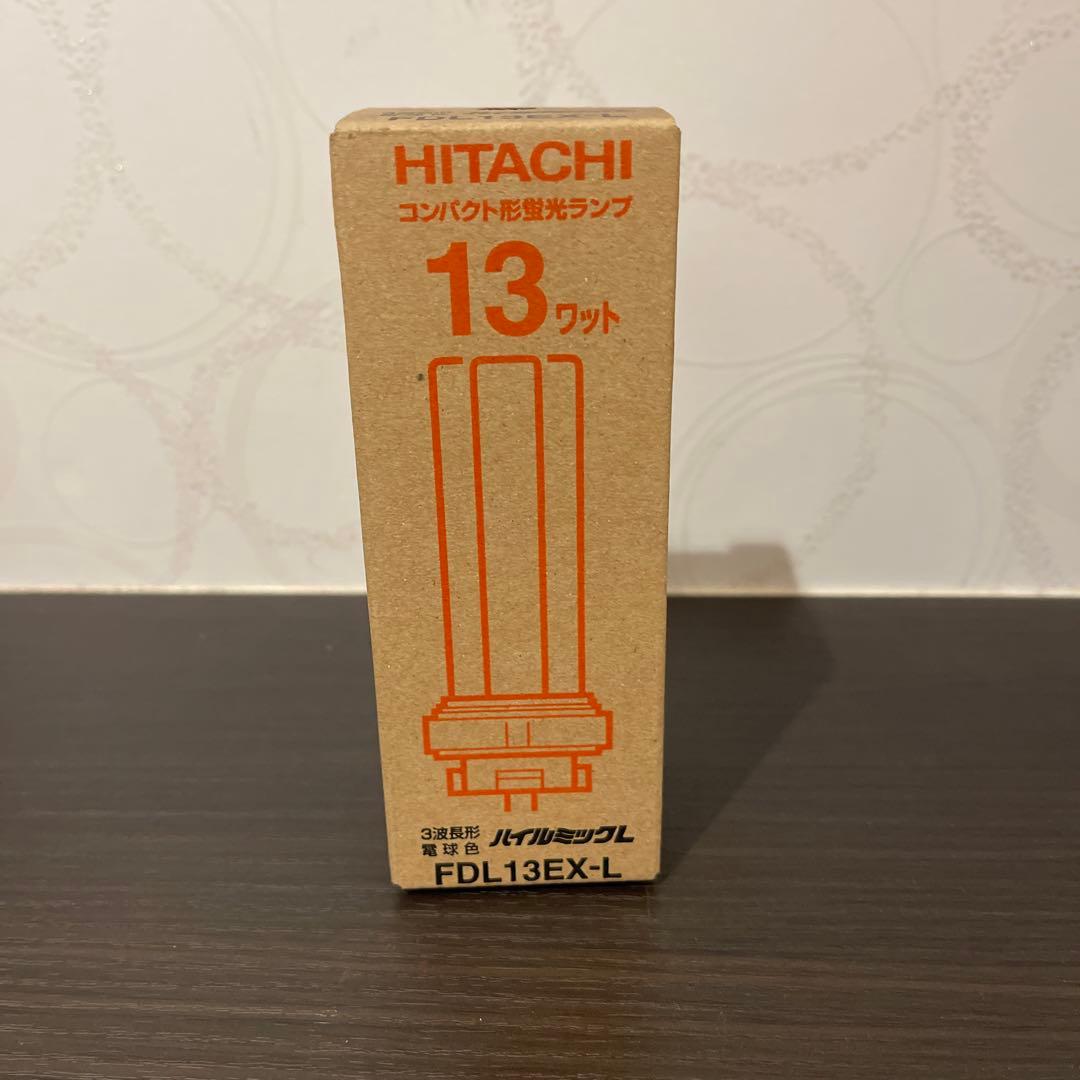 FDL13EX-L
HITACHI
コンパクト形蛍光ランプ
13ワット
3波長形
電球色
ハイルミックL
FDL13EX-L